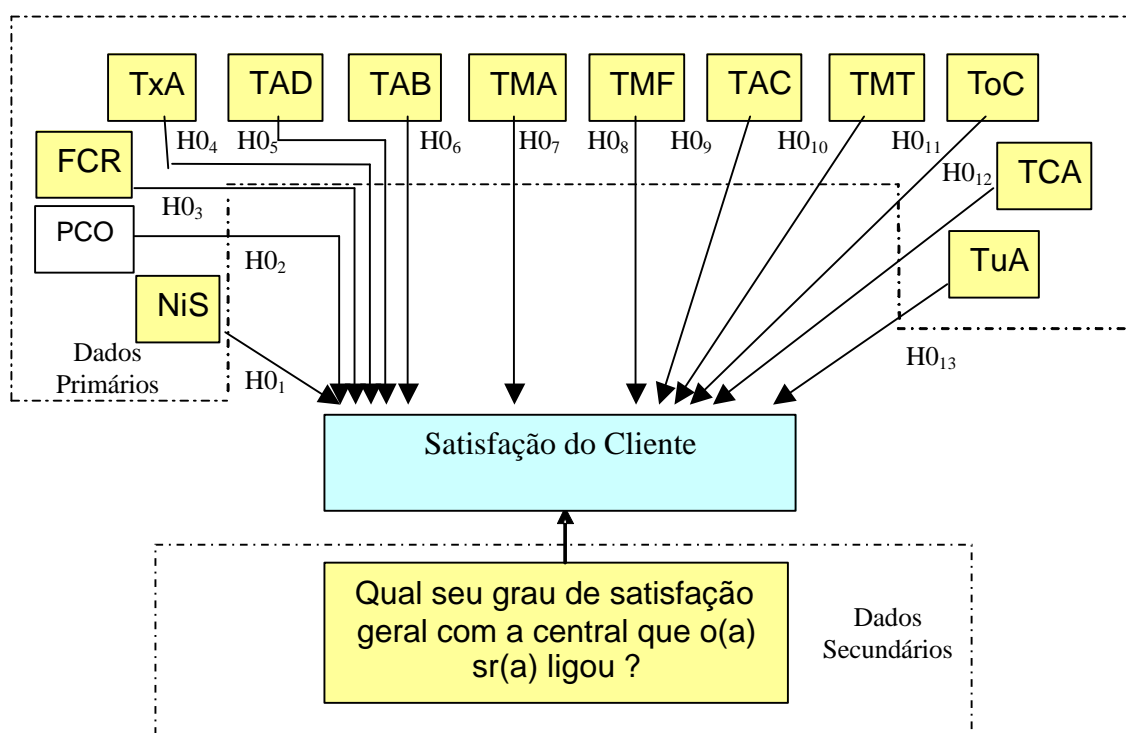 TxA TAD TAB TMA TMF TAC TMT ToC
H0₄ H0₅ H0₆ H0₇ H0₈ H0₉ H0₁₀ H0₁₁
FCR
H0₃
H0₁₂
TCA
PCO
H0₂
TuA
NiS
Dados
Primários
H0₁
H0₁₃
Satisfação do Cliente
Qual seu grau de satisfação
geral com a central que o(a)
sr(a) ligou ?
Dados
Secundários